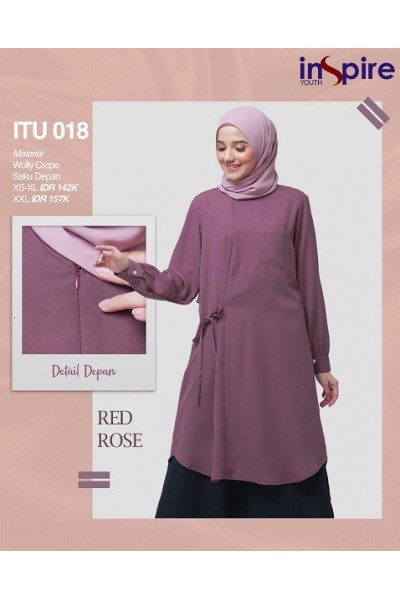 inSpire
YOUTH
ITU 018
Material
Wolly Crepe
Saku Depan
XS-XL IDR 142K
XXL IDR 157K
Detail Depan
RED
ROSE